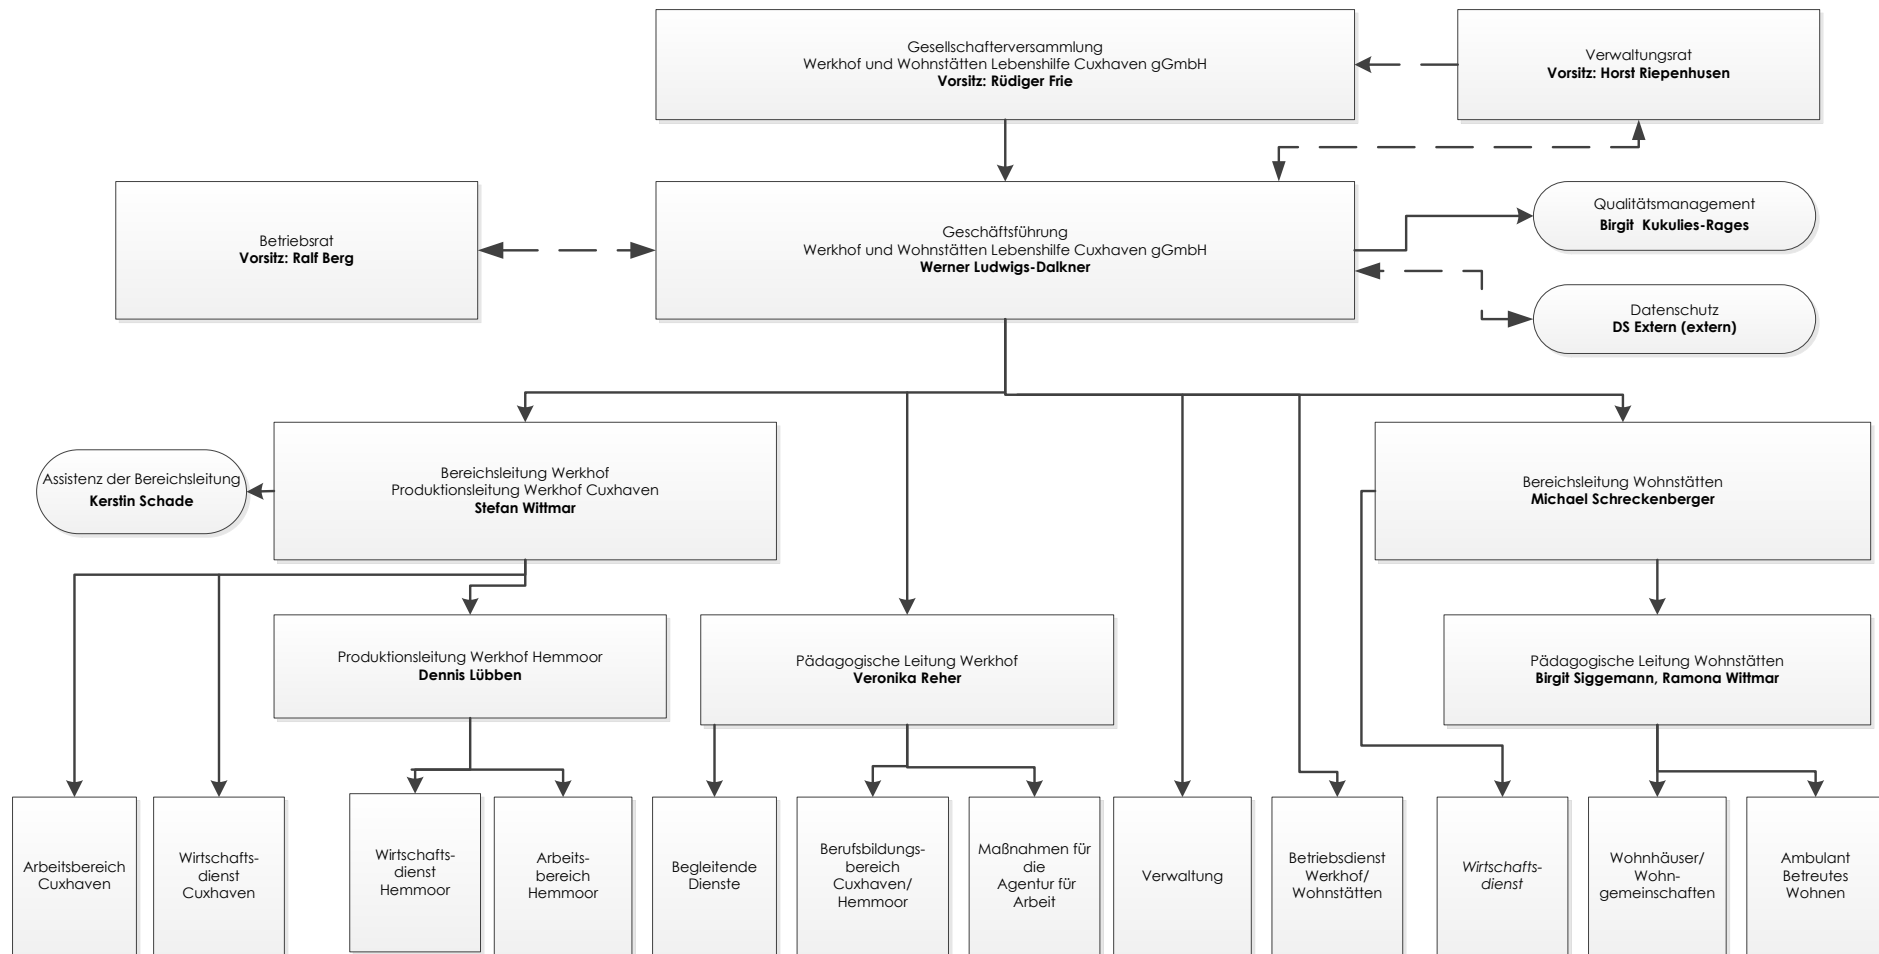 Gesellschafterversammlung
Werkhof und Wohnstätten Lebenshilfe Cuxhaven gGmbH
Vorsitz: Rüdiger Frie
Verwaltungsrat
Vorsitz: Horst Riepenhusen
Betriebsrat
Vorsitz: Ralf Berg
Geschäftsführung
Werkhof und Wohnstätten Lebenshilfe Cuxhaven gGmbH
Werner Ludwigs-Dalkner
Qualitätsmanagement
Birgit Kukulies-Rages
Datenschutz
DS Extern (extern)
Assistenz der Bereichsleitung
Kerstin Schade
Bereichsleitung Werkhof
Produktionsleitung Werkhof Cuxhaven
Stefan Wittmar
Bereichsleitung Wohnstätten
Michael Schreckenberger
Produktionsleitung Werkhof Hemmoor
Dennis Lübben
Pädagogische Leitung Werkhof
Veronika Reher
Pädagogische Leitung Wohnstätten
Birgit Siggemann, Ramona Wittmar
Arbeitsbereich
Cuxhaven
Wirtschafts-
dienst
Cuxhaven
Wirtschafts-
dienst
Hemmoor
Arbeits-
bereich
Hemmoor
Begleitende
Dienste
Berufsbildungs-
bereich
Cuxhaven/
Hemmoor
Maßnahmen für
die
Agentur für
Arbeit
Verwaltung
Betriebsdienst
Werkhof/
Wohnstätten
Wirtschafts-
dienst
Wohnhäuser/
Wohn-
gemeinschaften
Ambulant
Betreutes
Wohnen